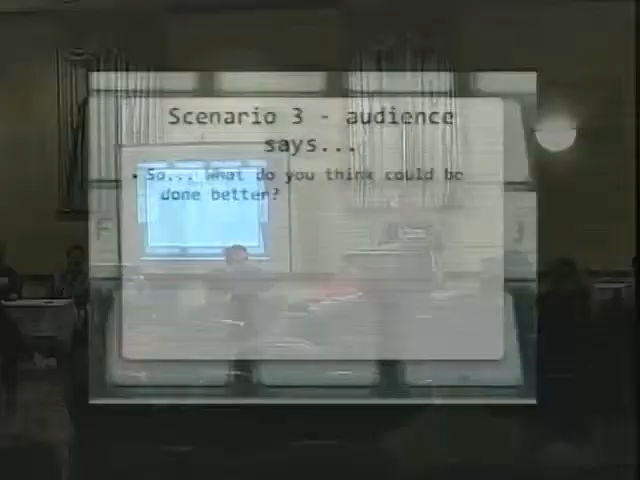 Scenario 3 - audience
says...
• So... What do you think could be
done better?
F
J